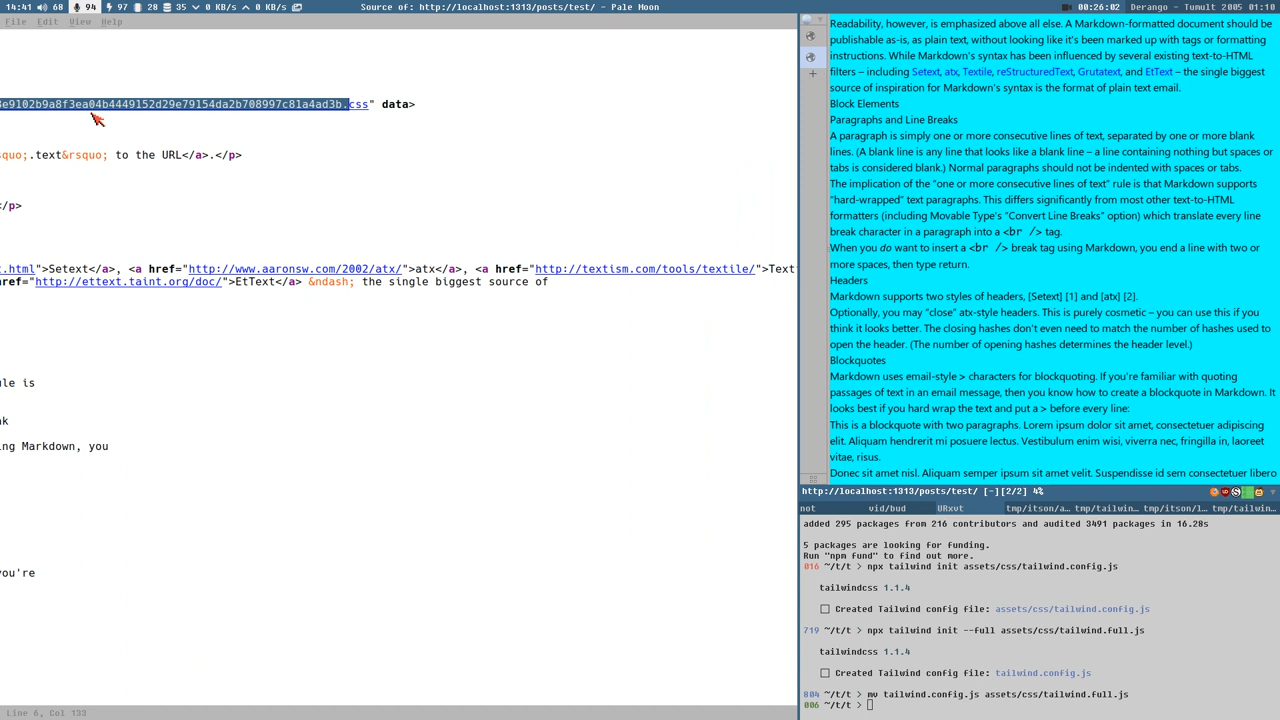 14:41 68 94 97 28 35 0 KB/s 0 KB/s Source of: http://localhost:1313/posts/test/ - Pale Moon 00:26:02 Derango - Tumult 2005 01:10
File Edit View Help
e9102b9a8f3ea04b4449152d29e79154da2b708997c81a4ad3b.css" data>
squo;.text&rsquo; to the URL</a>.</p>
</p>
t.html">Setext</a>, <a href="http://www.aaronsw.com/2002/atx/">atx</a>, <a href="http://textism.com/tools/textile/">Text
href="http://ettext.taint.org/doc/">EtText</a> &ndash; the single biggest source of
ule is
ak
ing Markdown, you
you're
Line 6, Col 133
Readability, however, is emphasized above all else. A Markdown-formatted document should be
publishable as-is, as plain text, without looking like it's been marked up with tags or formatting
instructions. While Markdown's syntax has been influenced by several existing text-to-HTML
filters – including Setext, atx, Textile, reStructuredText, Grutatext, and EtText – the single biggest
source of inspiration for Markdown's syntax is the format of plain text email.
Block Elements
Paragraphs and Line Breaks
A paragraph is simply one or more consecutive lines of text, separated by one or more blank
lines. (A blank line is any line that looks like a blank line – a line containing nothing but spaces or
tabs is considered blank.) Normal paragraphs should not be indented with spaces or tabs.
The implication of the “one or more consecutive lines of text” rule is that Markdown supports
“hard-wrapped” text paragraphs. This differs significantly from most other text-to-HTML
formatters (including Movable Type's “Convert Line Breaks” option) which translate every line
break character in a paragraph into a <br /> tag.
When you do want to insert a <br /> break tag using Markdown, you end a line with two or
more spaces, then type return.
Headers
Markdown supports two styles of headers, [Setext] [1] and [atx] [2].
Optionally, you may “close” atx-style headers. This is purely cosmetic – you can use this if you
think it looks better. The closing hashes don't even need to match the number of hashes used to
open the header. (The number of opening hashes determines the header level.)
Blockquotes
Markdown uses email-style > characters for blockquoting. If you're familiar with quoting
passages of text in an email message, then you know how to create a blockquote in Markdown. It
looks best if you hard wrap the text and put a > before every line:
This is a blockquote with two paragraphs. Lorem ipsum dolor sit amet, consectetuer adipiscing
elit. Aliquam hendrerit mi posuere lectus. Vestibulum enim wisi, viverra nec, fringilla in, laoreet
vitae, risus.
Donec sit amet nisl. Aliquam semper ipsum sit amet velit. Suspendisse id sem consectetuer libero
http://localhost:1313/posts/test/ [-][2/2] 4%
not vid/bud URxvt tmp/itson/a… tmp/tailwin… tmp/itson/l… tmp/tailwin…
added 295 packages from 216 contributors and audited 3491 packages in 16.28s
5 packages are looking for funding.
Run "npm fund" to find out more.
016 ~/t/t > npx tailwind init assets/css/tailwind.config.js
tailwindcss 1.1.4
Created Tailwind config file: assets/css/tailwind.config.js
719 ~/t/t > npx tailwind init --full assets/css/tailwind.full.js
tailwindcss 1.1.4
Created Tailwind config file: tailwind.config.js
804 ~/t/t > mv tailwind.config.js assets/css/tailwind.full.js
006 ~/t/t >